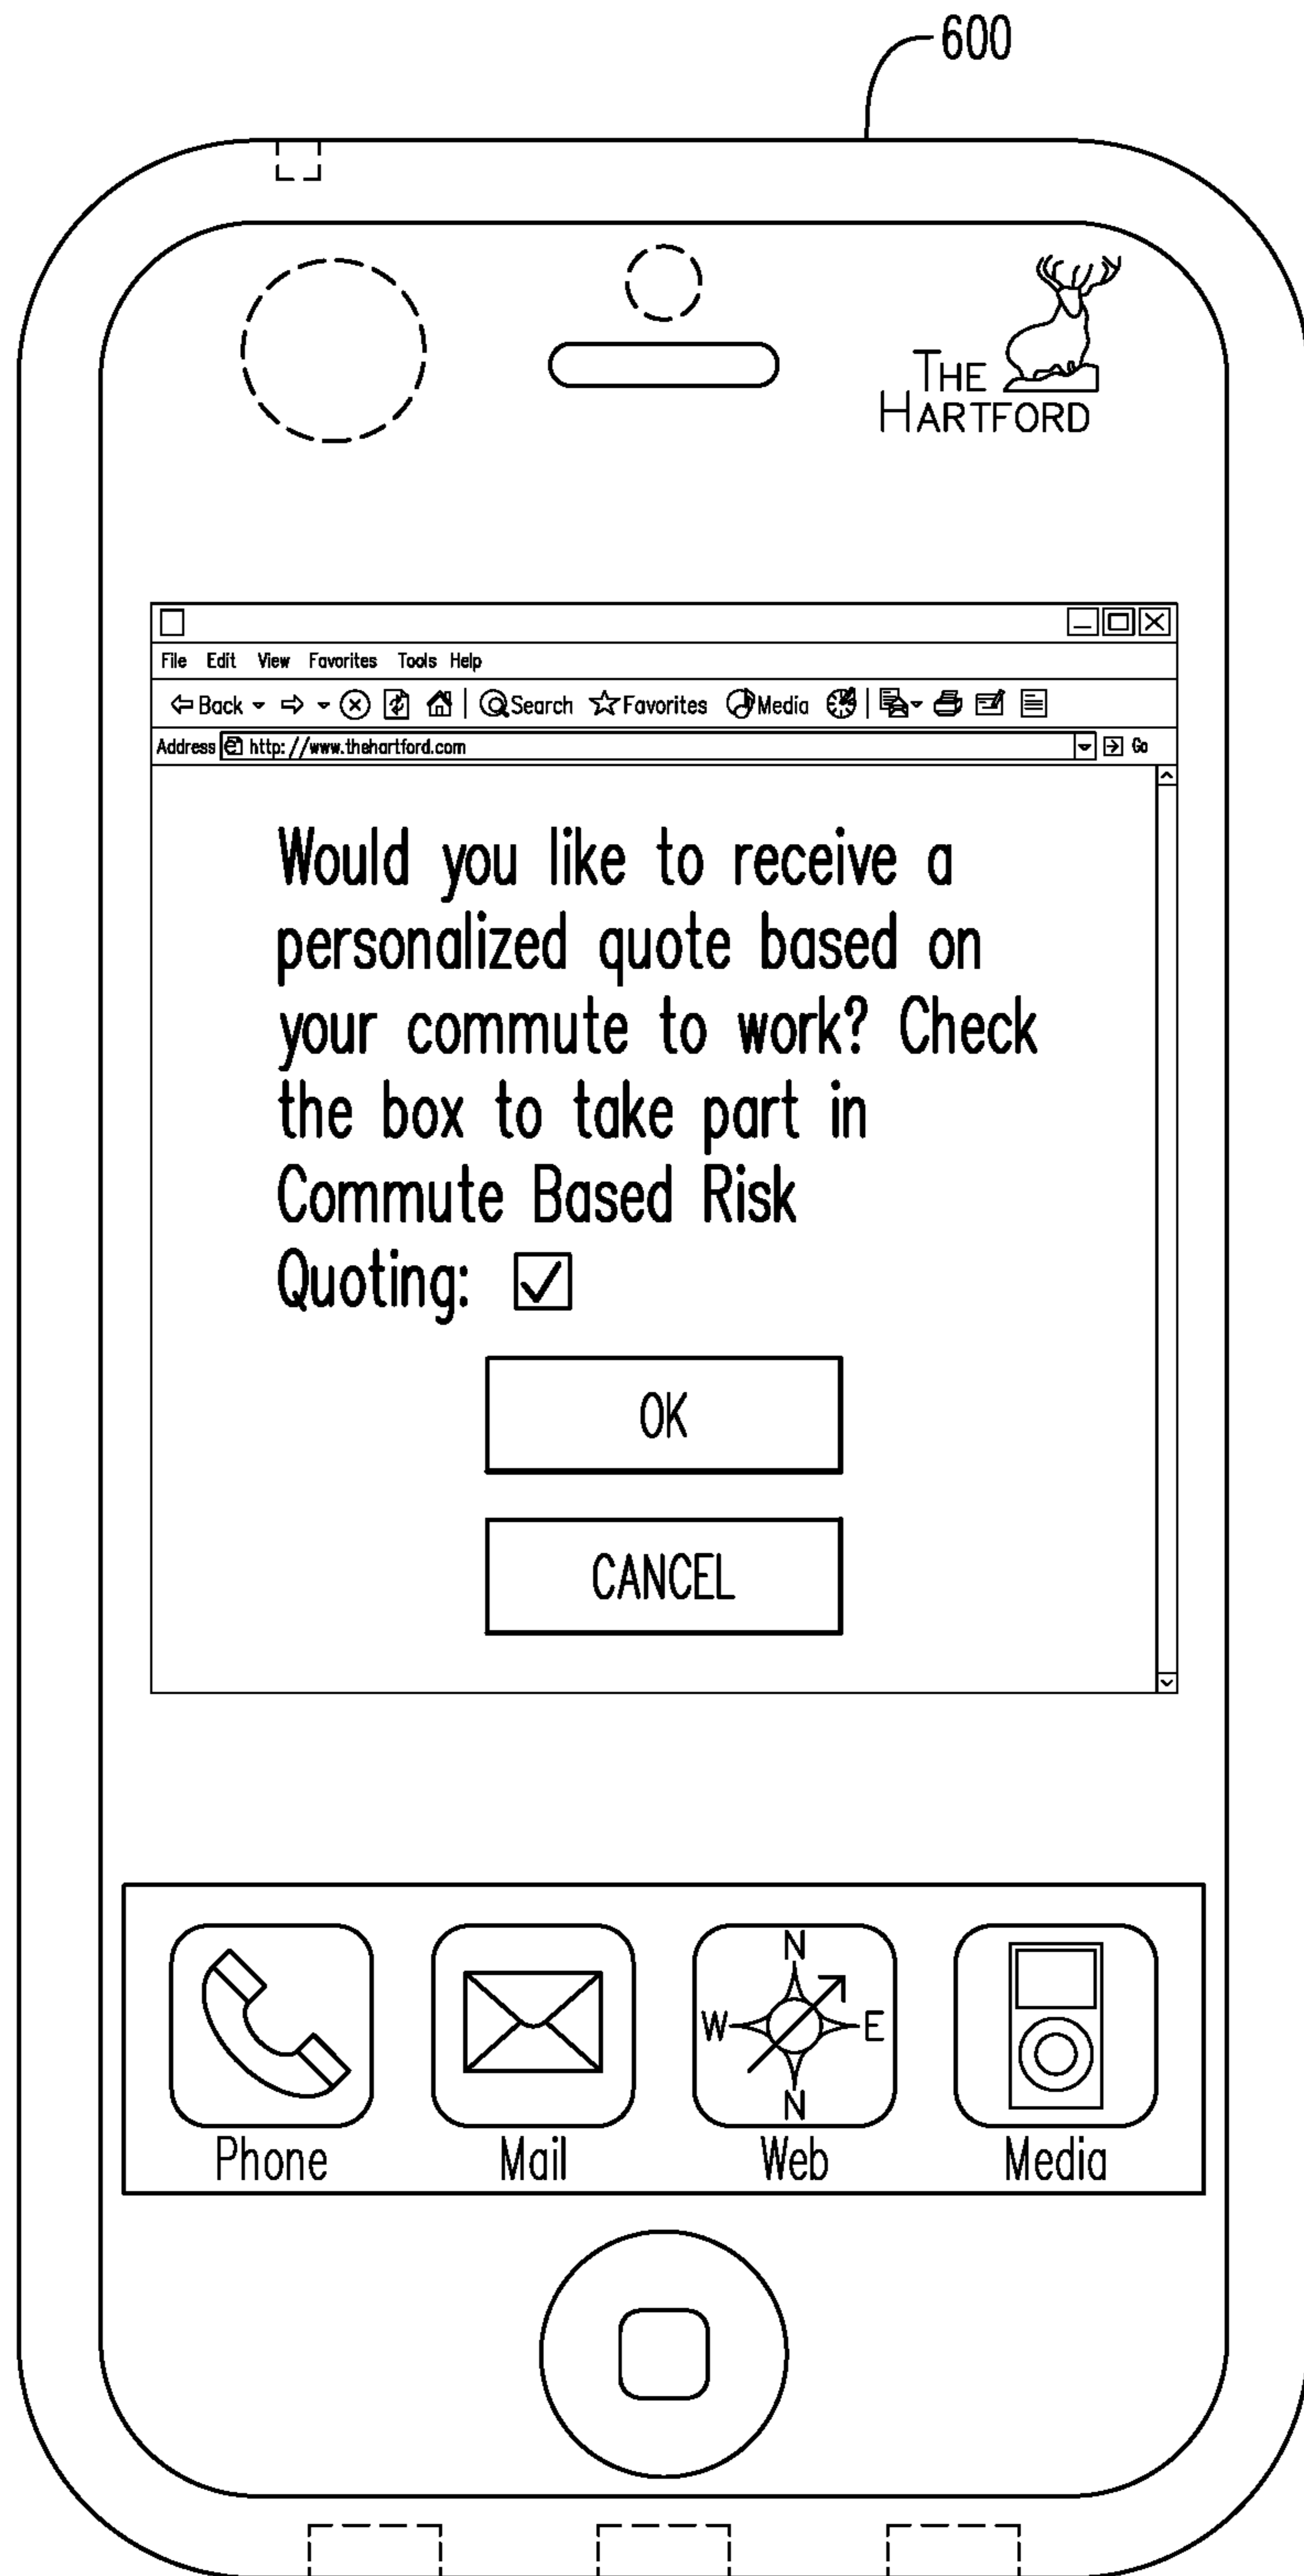 600
THE
HARTFORD
File Edit View Favorites Tools Help
Back Search Favorites Media
Address http://www.thehartford.com Go
Would you like to receive a
personalized quote based on
your commute to work? Check
the box to take part in
Commute Based Risk
Quoting:
OK
CANCEL
N
W E
N
Phone Mail Web Media